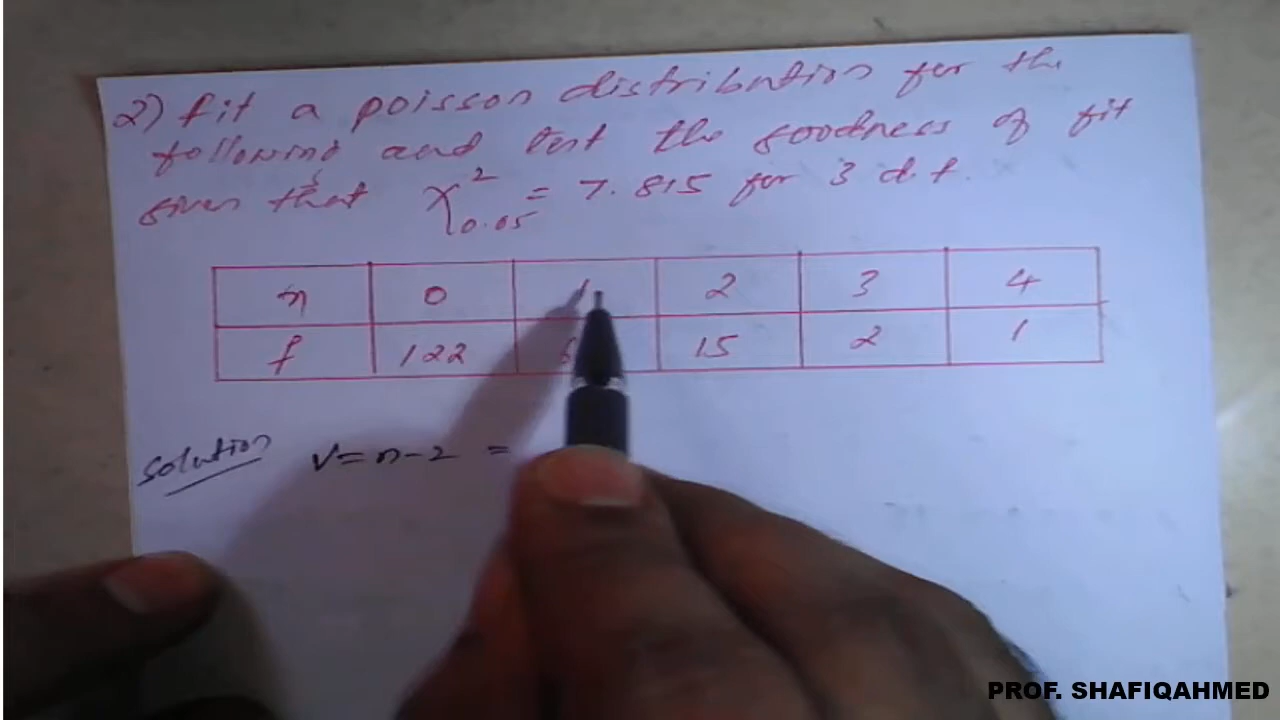 2) fit a poisson distribution for the
following and test the goodness of fit
given that χ²0.05 = 7.815 for 3 d.f.
x 0 1 2 3 4
f 122 15 2 1
Solution ν = n - 2 =
PROF. SHAFIQAHMED